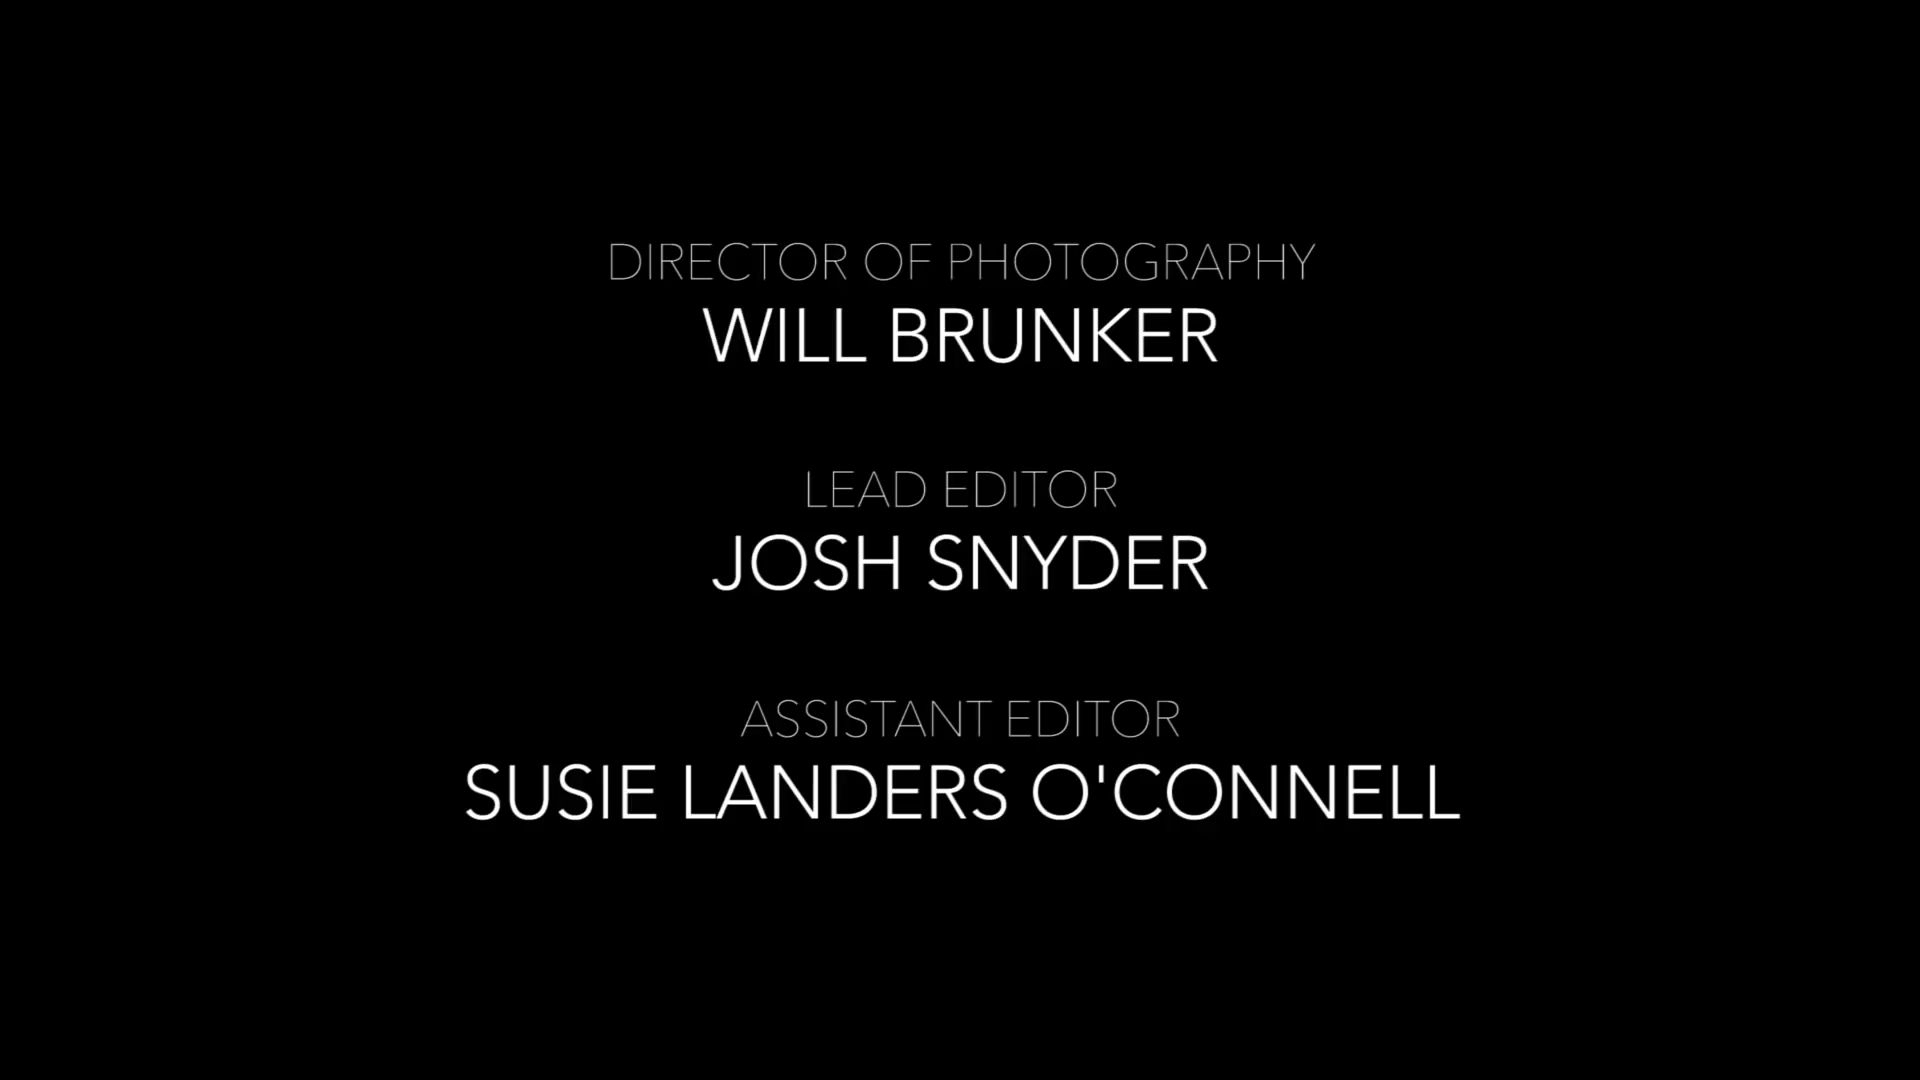 DIRECTOR OF PHOTOGRAPHY
WILL BRUNKER
LEAD EDITOR
JOSH SNYDER
ASSISTANT EDITOR
SUSIE LANDERS O'CONNELL